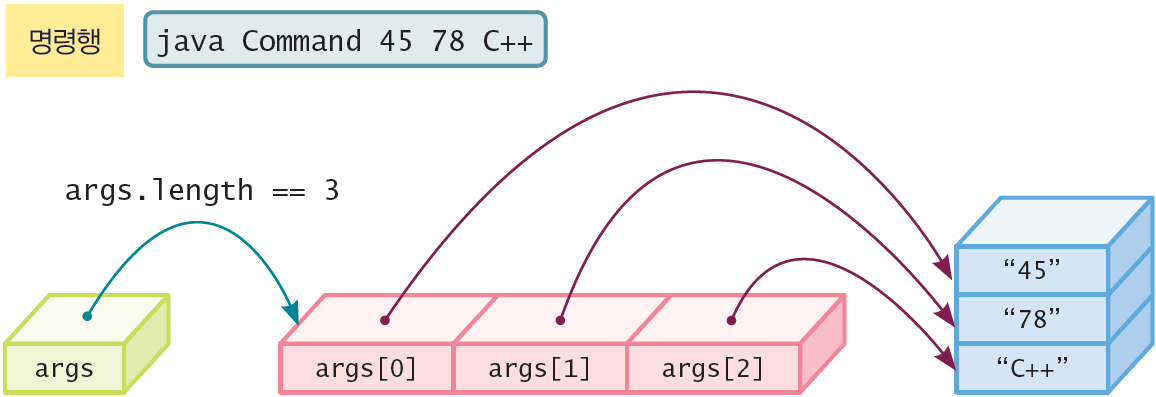 명령행
java Command 45 78 C++
args.length == 3
“45”
“78”
“C++”
args
args[0]
args[1]
args[2]